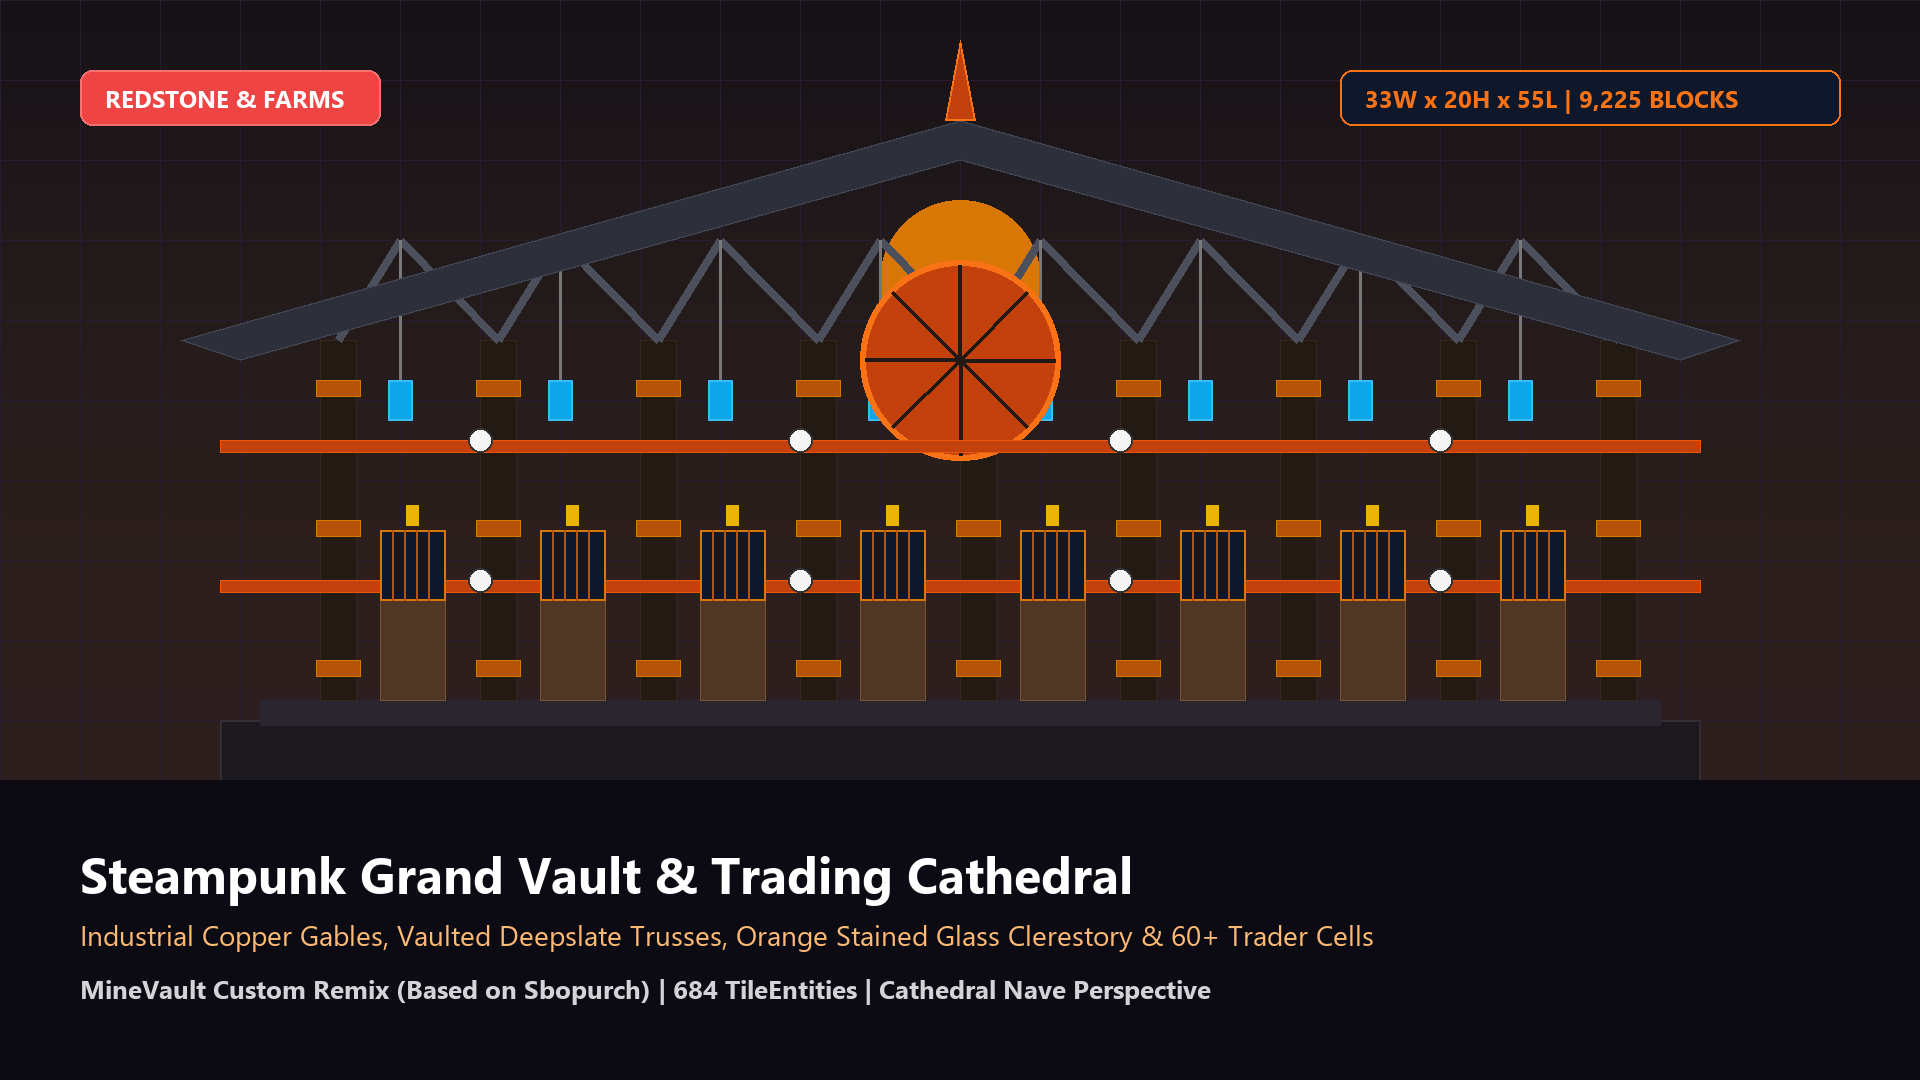 REDSTONE & FARMS
33W x 20H x 55L | 9,225 BLOCKS
Steampunk Grand Vault & Trading Cathedral
Industrial Copper Gables, Vaulted Deepslate Trusses, Orange Stained Glass Clerestory & 60+ Trader Cells
MineVault Custom Remix (Based on Sbopurch) | 684 TileEntities | Cathedral Nave Perspective